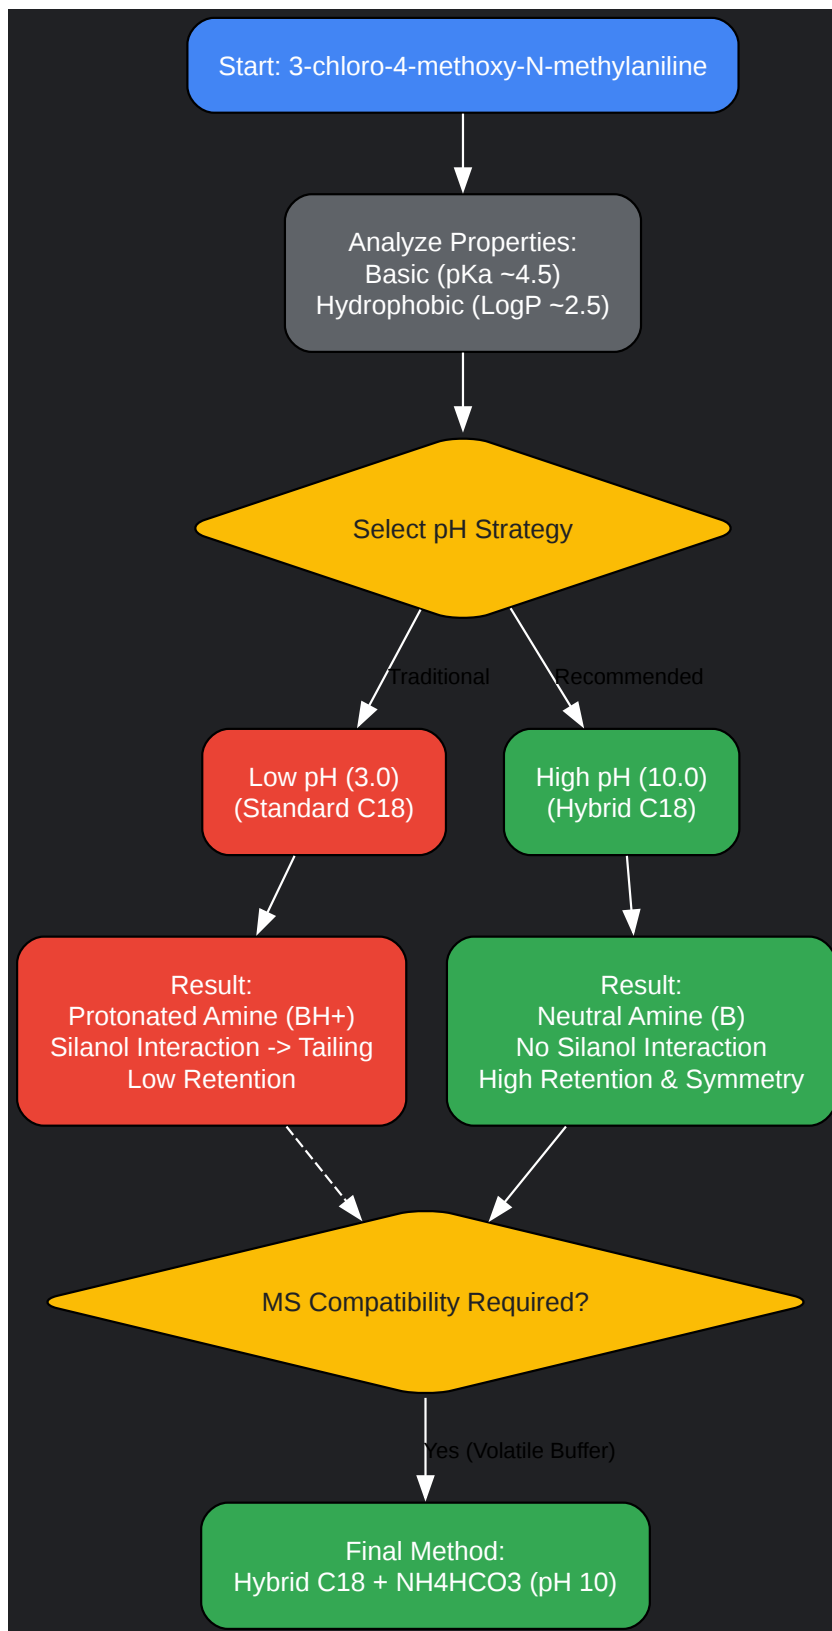 Start: 3-chloro-4-methoxy-N-methylaniline
Analyze Properties:
Basic (pKa ~4.5)
Hydrophobic (LogP ~2.5)
Select pH Strategy
Traditional
Recommended
Low pH (3.0)
(Standard C18)
High pH (10.0)
(Hybrid C18)
Result:
Protonated Amine (BH+)
Silanol Interaction -> Tailing
Low Retention
Result:
Neutral Amine (B)
No Silanol Interaction
High Retention & Symmetry
MS Compatibility Required?
Yes (Volatile Buffer)
Final Method:
Hybrid C18 + NH4HCO3 (pH 10)